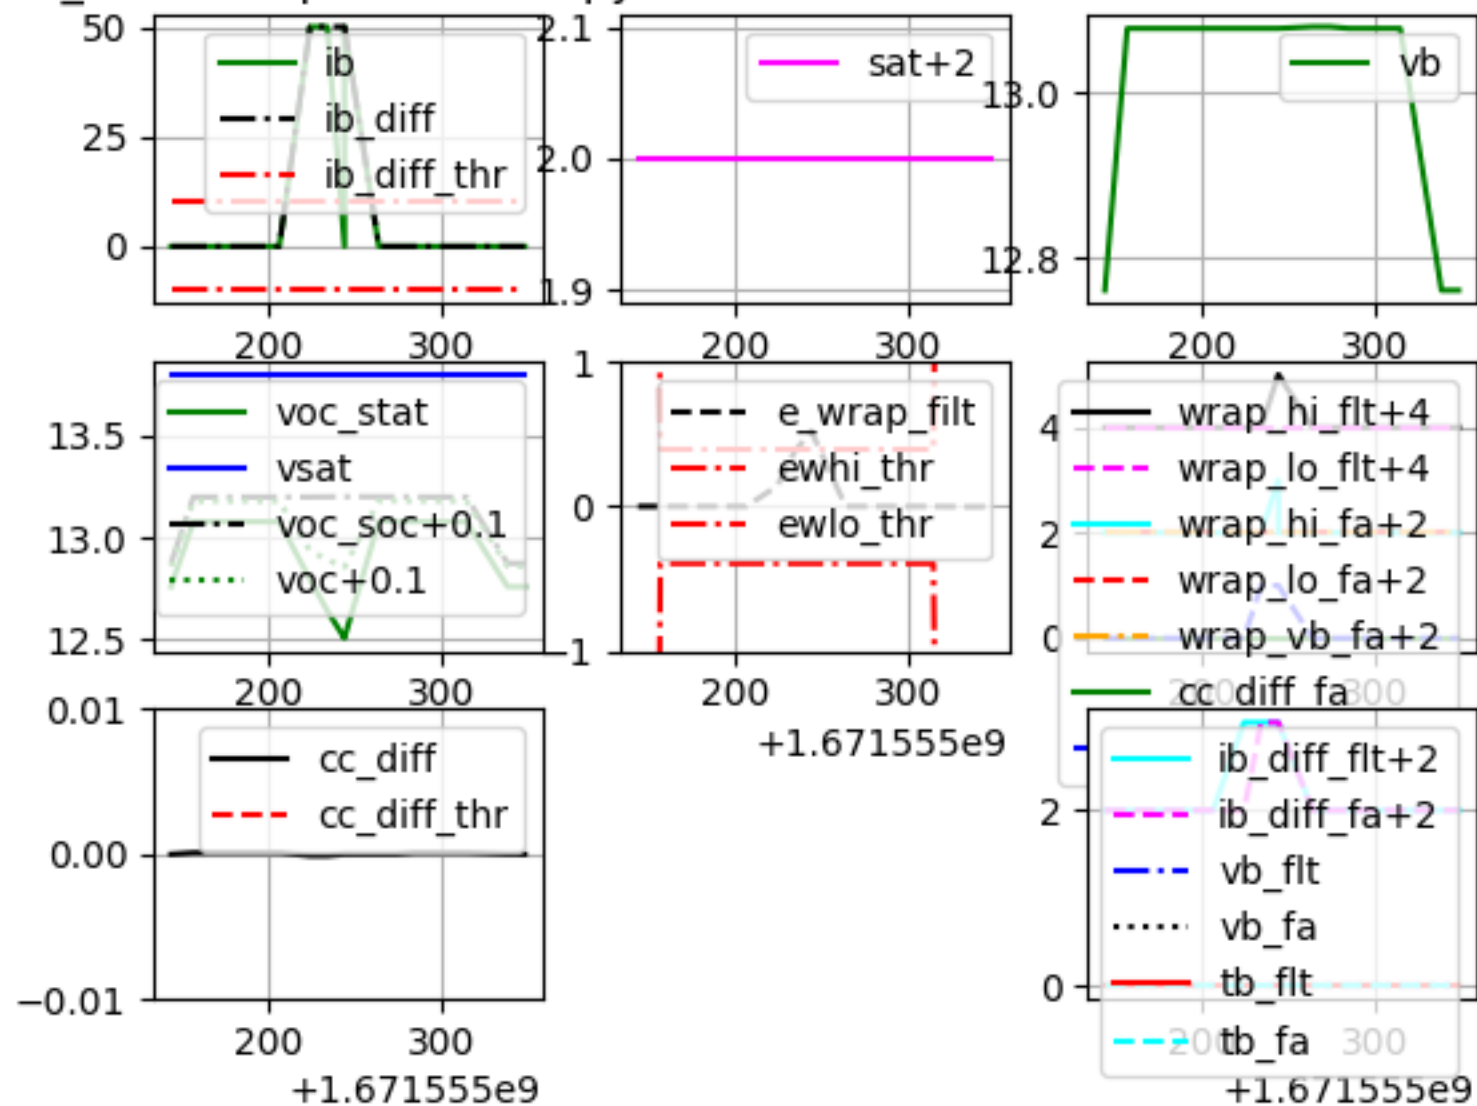 50
25
0
ib
ib_diff
ib_diff_thr
200 300
2.1
2.0
1.9
sat+2
200 300
13.0
12.8
vb
200 300
13.5
13.0
12.5
voc_stat
vsat
voc_soc+0.1
voc+0.1
200 300
1
0
−1
e_wrap_filt
ewhi_thr
ewlo_thr
200 300
+1.671555e9
4
2
0
wrap_hi_flt+4
wrap_lo_flt+4
wrap_hi_fa+2
wrap_lo_fa+2
wrap_vb_fa+2
cc_diff_fa
200 300
0.01
0.00
−0.01
cc_diff
cc_diff_thr
200 300
+1.671555e9
2
0
ib_diff_flt+2
ib_diff_fa+2
vb_flt
vb_fa
tb_flt
tb_fa
200 300
+1.671555e9